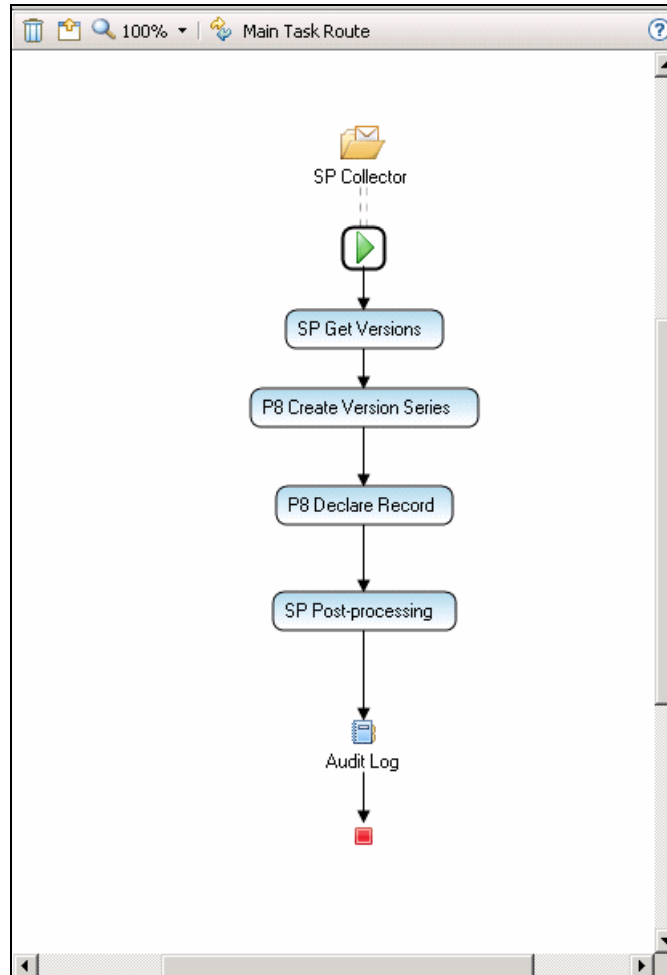 100% Main Task Route
SP Collector
SP Get Versions
P8 Create Version Series
P8 Declare Record
SP Post-processing
Audit Log